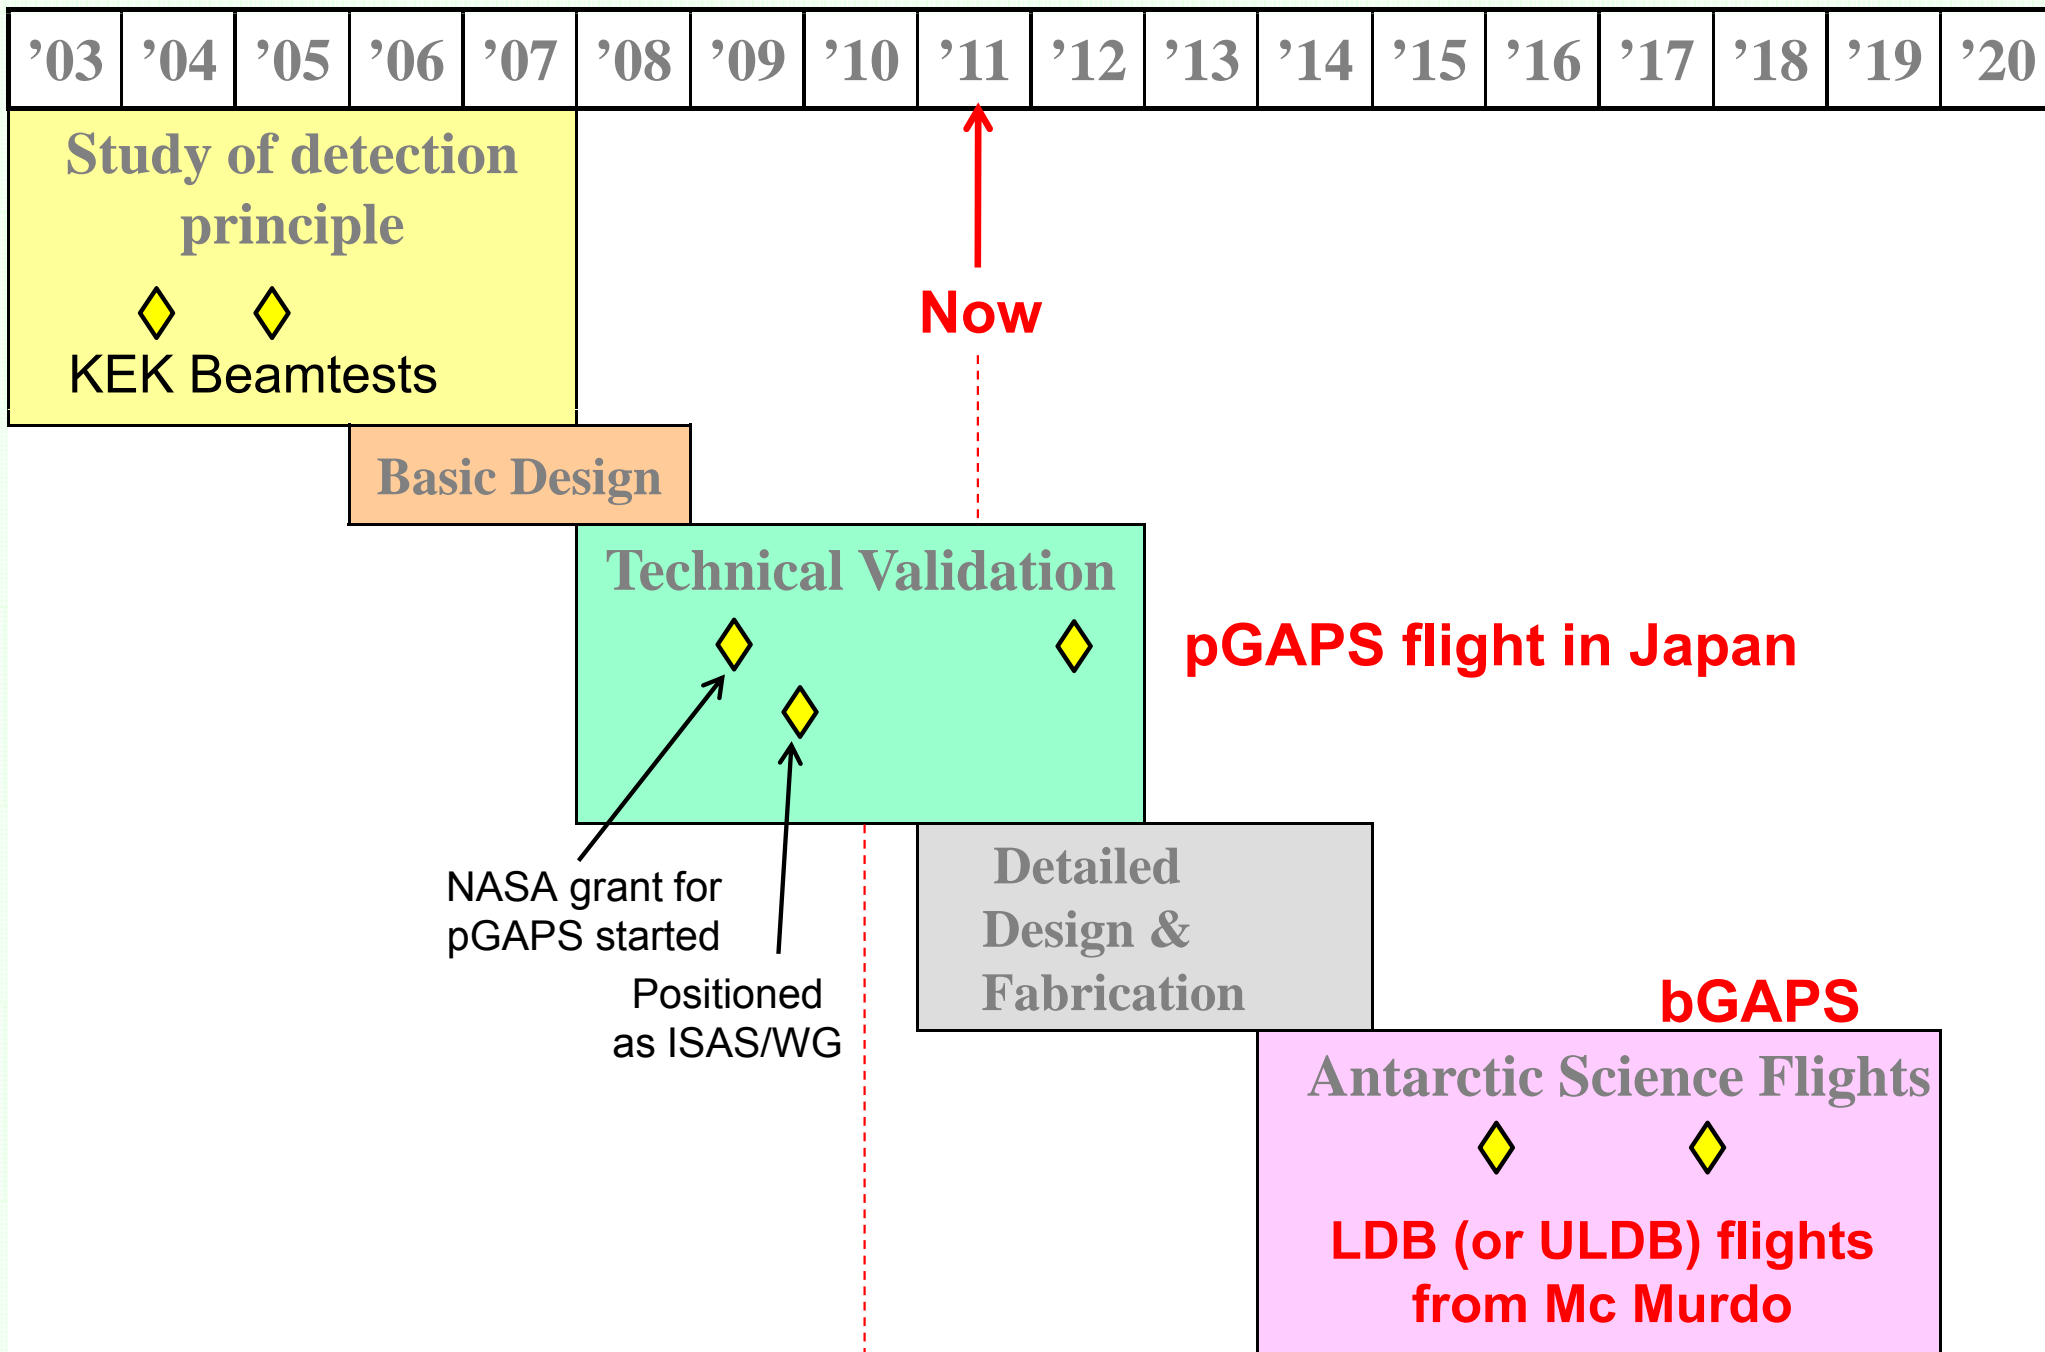 ’03 ’04 ’05 ’06 ’07 ’08 ’09 ’10 ’11 ’12 ’13 ’14 ’15 ’16 ’17 ’18 ’19 ’20
Study of detection
principle
KEK Beamtests
Now
Basic Design
Technical Validation
pGAPS flight in Japan
NASA grant for
pGAPS started
Positioned
as ISAS/WG
Detailed
Design &
Fabrication
bGAPS
Antarctic Science Flights
LDB (or ULDB) flights
from Mc Murdo